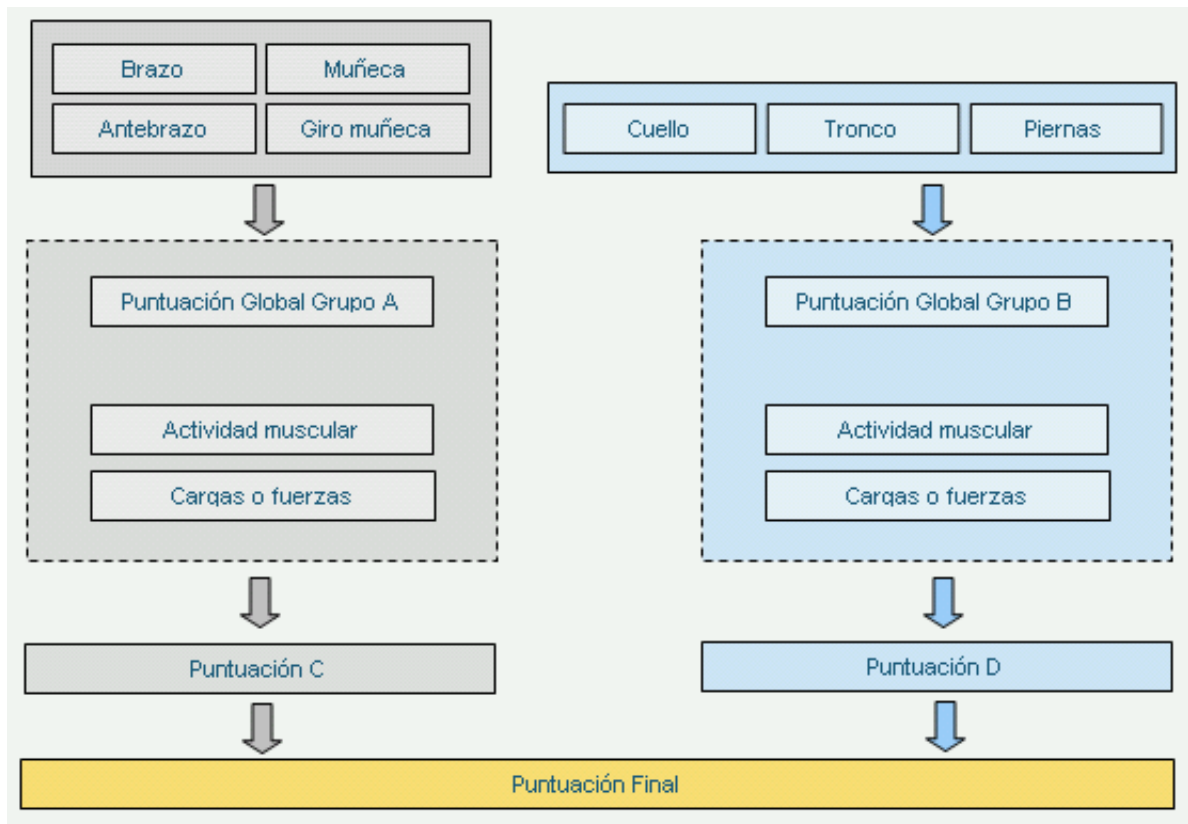 Brazo
Muñeca
Antebrazo
Giro muñeca
Cuello
Tronco
Piernas
Puntuación Global Grupo A
Actividad muscular
Cargas o fuerzas
Puntuación Global Grupo B
Actividad muscular
Cargas o fuerzas
Puntuación C
Puntuación D
Puntuación Final